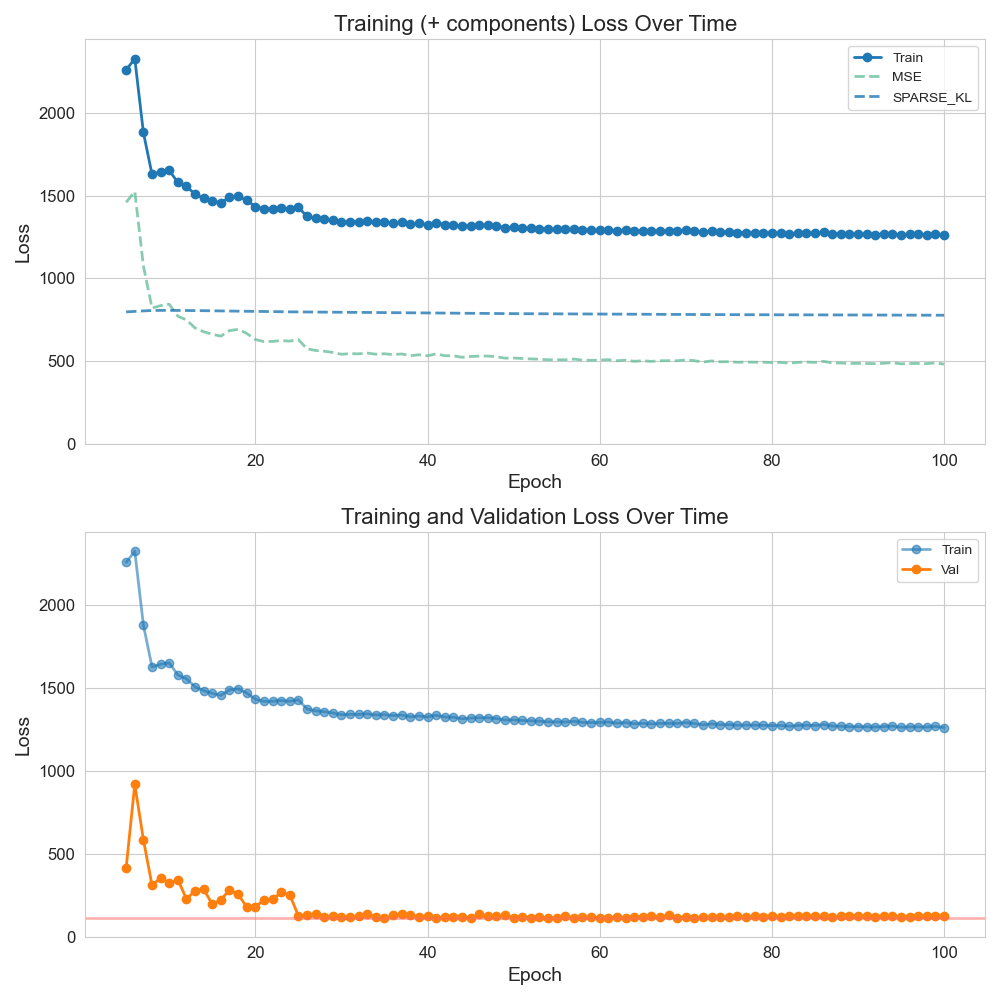 Training (+ components) Loss Over Time
Train
MSE
SPARSE_KL
Loss
2000
1500
1000
500
0
20 40 60 80 100
Epoch
Training and Validation Loss Over Time
Train
Val
Loss
2000
1500
1000
500
0
20 40 60 80 100
Epoch